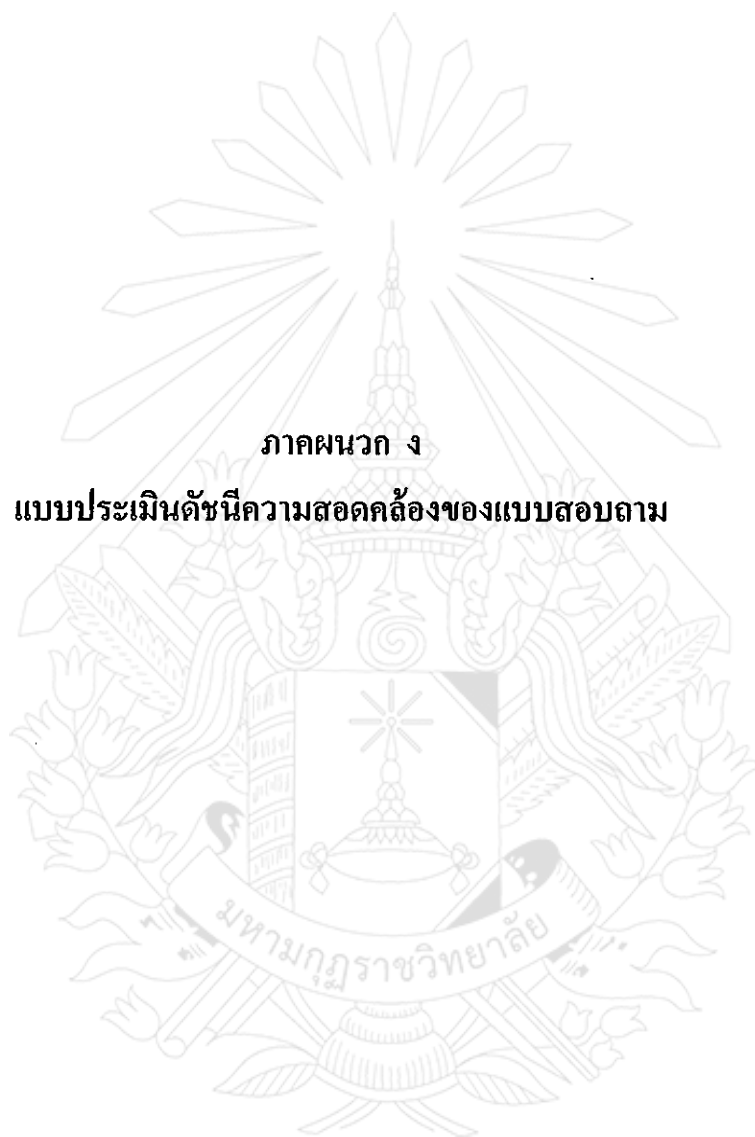 ภาคผนวก ง
แบบประเมินดัชนีความสอดคล้องของแบบสอบถาม
มหามกุฏราชวิทยาลัย